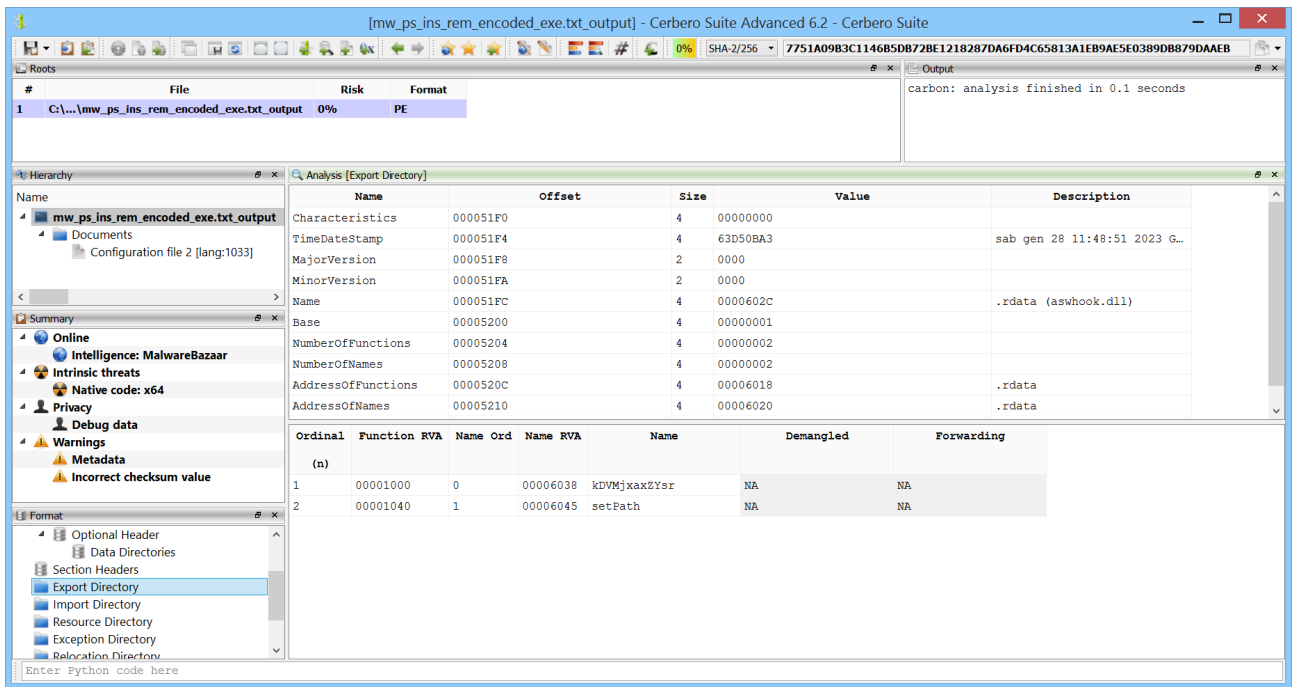 [mw_ps_ins_rem_encoded_exe.txt_output] - Cerbero Suite Advanced 6.2 - Cerbero Suite
0% SHA-2/256 7751A09B3C1146B5DB72BE1218287DA6FD4C65813A1EB9AE5E0389DB879DAAEB
Roots
# File Risk Format
1 C:\...\mw_ps_ins_rem_encoded_exe.txt_output 0% PE
Output
carbon: analysis finished in 0.1 seconds
Hierarchy
Name
mw_ps_ins_rem_encoded_exe.txt_output
Documents
Configuration file 2 [lang:1033]
Summary
Online
Intelligence: MalwareBazaar
Intrinsic threats
Native code: x64
Privacy
Debug data
Warnings
Metadata
Incorrect checksum value
Format
Optional Header
Data Directories
Section Headers
Export Directory
Import Directory
Resource Directory
Exception Directory
Relocation Directory
Analysis [Export Directory]
Name Offset Size Value Description
Characteristics 000051F0 4 00000000
TimeDateStamp 000051F4 4 63D50BA3 sab gen 28 11:48:51 2023 G…
MajorVersion 000051F8 2 0000
MinorVersion 000051FA 2 0000
Name 000051FC 4 0000602C .rdata (aswhook.dll)
Base 00005200 4 00000001
NumberOfFunctions 00005204 4 00000002
NumberOfNames 00005208 4 00000002
AddressOfFunctions 0000520C 4 00006018 .rdata
AddressOfNames 00005210 4 00006020 .rdata
Ordinal Function RVA Name Ord Name RVA Name Demangled Forwarding
(n)
1 00001000 0 00006038 kDVMjxaxZYsr NA NA
2 00001040 1 00006045 setPath NA NA
Enter Python code here